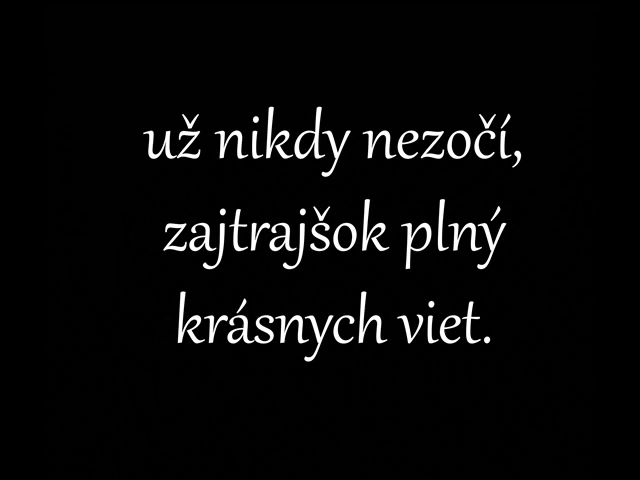 už nikdy nezočí,
zajtrajšok plný
krásnych viet.